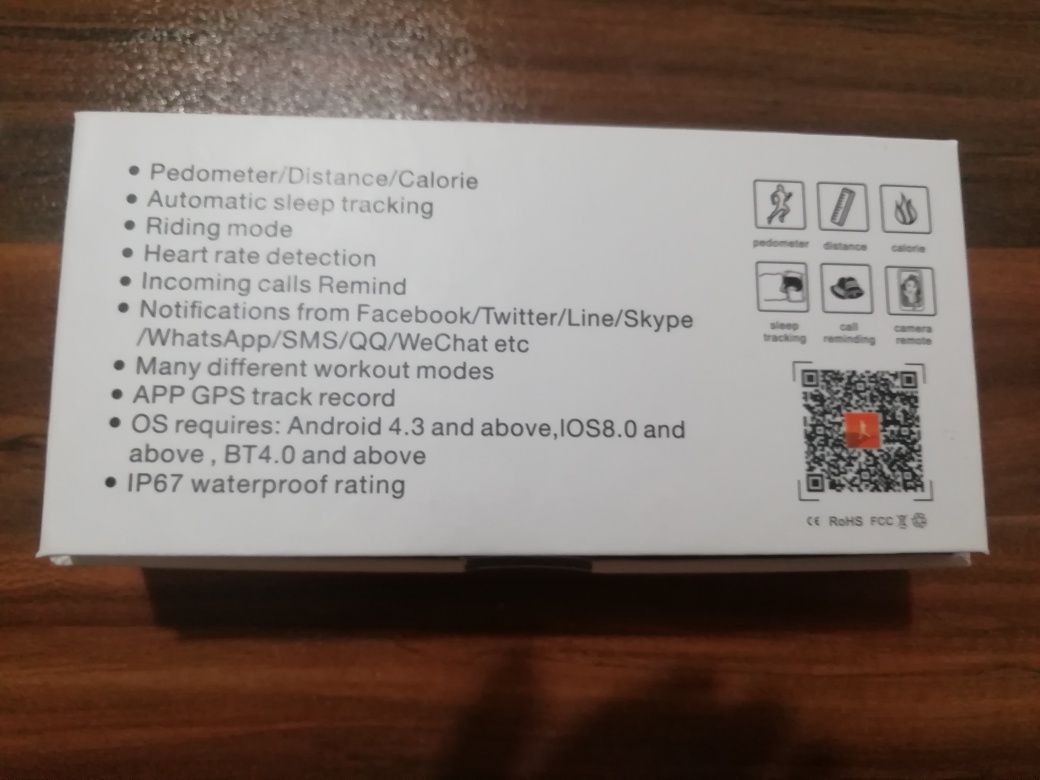 • Pedometer/Distance/Calorie
• Automatic sleep tracking
• Riding mode
• Heart rate detection
• Incoming calls Remind
• Notifications from Facebook/Twitter/Line/Skype
/WhatsApp/SMS/QQ/WeChat etc
• Many different workout modes
• APP GPS track record
• OS requires: Android 4.3 and above,IOS8.0 and
above , BT4.0 and above
• IP67 waterproof rating
pedometer distance calorie
sleep call camera
tracking reminding remote
CE RoHS FCC